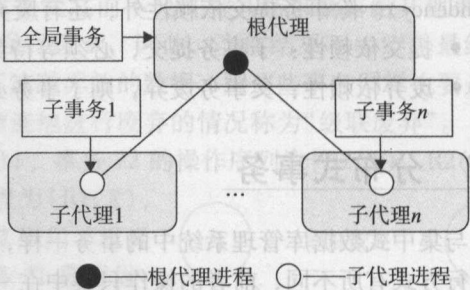 全局事务
根代理
子事务1
子事务n
子代理1
...
子代理n
根代理进程
子代理进程